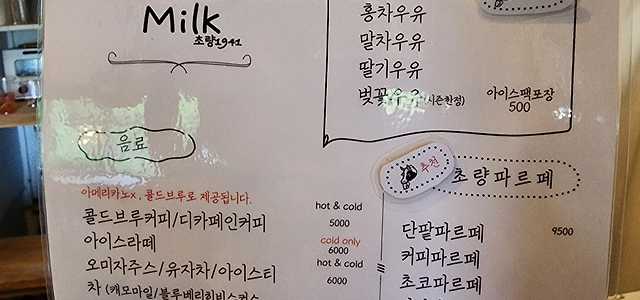 Milk
초량1941
홍차우유
말차우유
딸기우유
벚꽃우유(시즌한정)
아이스팩포장
500
음료
아메리카노x, 콜드브루로 제공됩니다.
콜드브루커피/디카페인커피
hot & cold
5000
아이스라떼
cold only
6000
오미자주스/유자차/아이스티
hot & cold
6000
차 (캐모마일/블루베리히비스커스
추천
초량파르페
단팥파르페
9500
커피파르페
초코파르페